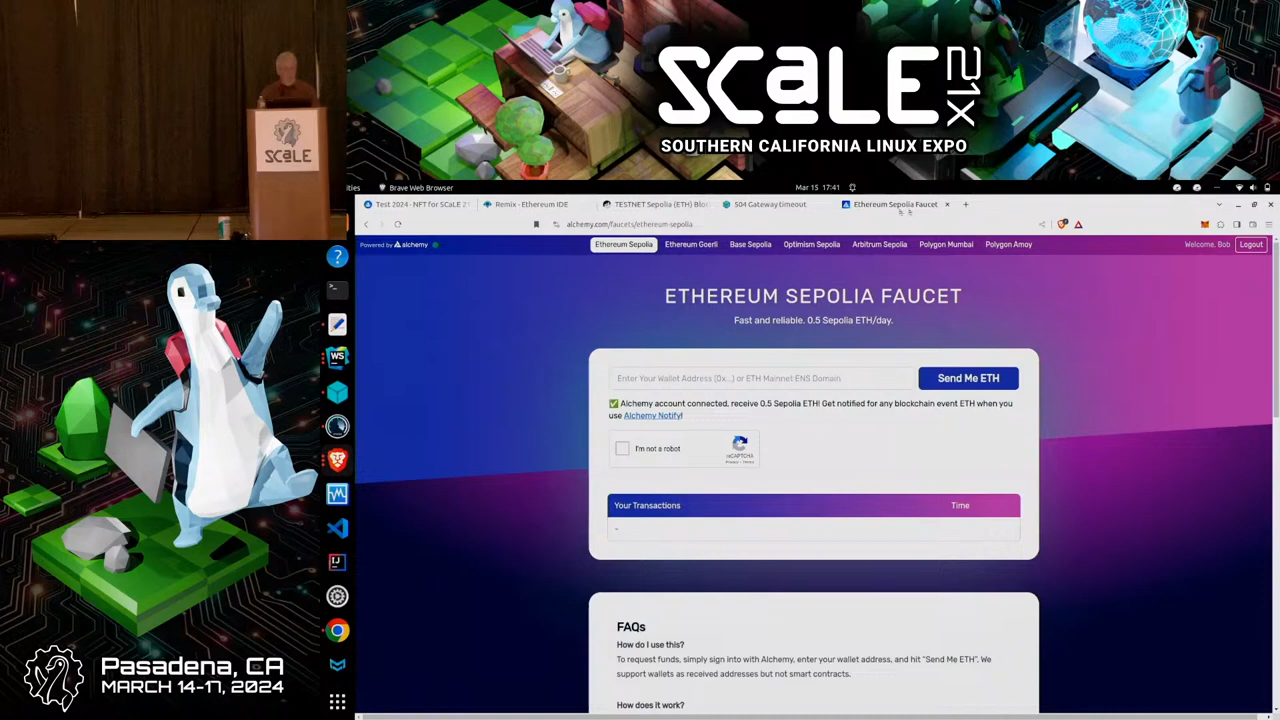 SCALE 21X
SOUTHERN CALIFORNIA LINUX EXPO
SCALE
ities
Brave Web Browser
Mar 15 17:41
Test 2024 - NFT for SCaLE 21
Remix - Ethereum IDE
TESTNET Sepolia (ETH) Blo
504 Gateway timeout
Ethereum Sepolia Faucet
alchemy.com/faucets/ethereum-sepolia
Powered by alchemy
Ethereum Sepolia
Ethereum Goerli
Base Sepolia
Optimism Sepolia
Arbitrum Sepolia
Polygon Mumbai
Polygon Amoy
Welcome, Bob
Logout
ETHEREUM SEPOLIA FAUCET
Fast and reliable. 0.5 Sepolia ETH/day.
Enter Your Wallet Address (0x...) or ETH Mainnet ENS Domain
Send Me ETH
✅ Alchemy account connected, receive 0.5 Sepolia ETH! Get notified for any blockchain event ETH when you
use Alchemy Notify!
I'm not a robot
reCAPTCHA
Privacy - Terms
Your Transactions
Time
-
FAQs
How do I use this?
To request funds, simply sign into with Alchemy, enter your wallet address, and hit "Send Me ETH". We
support wallets as received addresses but not smart contracts.
How does it work?
WS
IJ
Pasadena, CA
MARCH 14-17, 2024